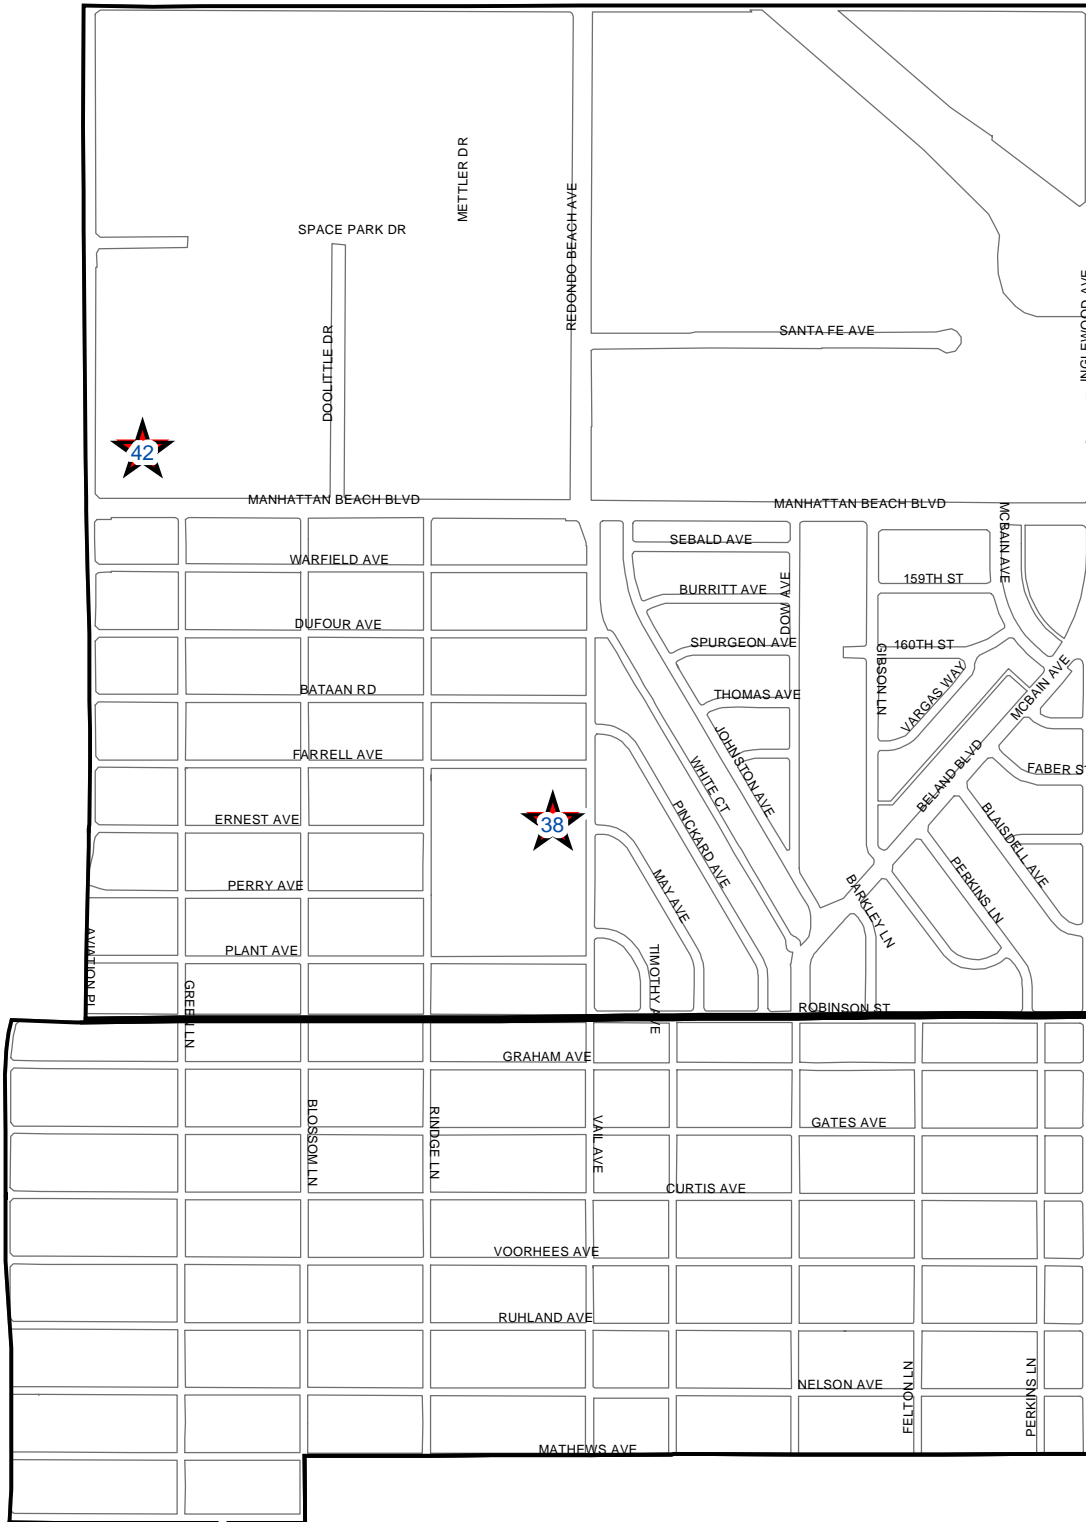 METTLER DR
REDONDO BEACH AVE
SPACE PARK DR
INGLEWOOD AVE
DOOLITTLE DR
SANTA FE AVE
42
MANHATTAN BEACH BLVD
MANHATTAN BEACH BLVD
MCBAIN AVE
SEBALD AVE
WARFIELD AVE
159TH ST
BURRITT AVE
DOW AVE
DUFOUR AVE
SPURGEON AVE
160TH ST
GIBSON LN
VARGAS WAY
MCBAIN AVE
BATAAN RD
THOMAS AVE
JOHNSTON AVE
FARRELL AVE
WHITE CT
BELAND BLVD
FABER ST
ERNEST AVE
38
PINCKARD AVE
BLAISDELL AVE
PERRY AVE
MAY AVE
BARKLEY LN
PERKINS LN
PLANT AVE
AVIATION PL
GREEN LN
TIMOTHY AVE
ROBINSON ST
GRAHAM AVE
BLOSSOM LN
RINDGE LN
VAIL AVE
GATES AVE
CURTIS AVE
VOORHEES AVE
RUHLAND AVE
NELSON AVE
FELTON LN
PERKINS LN
MATHEWS AVE